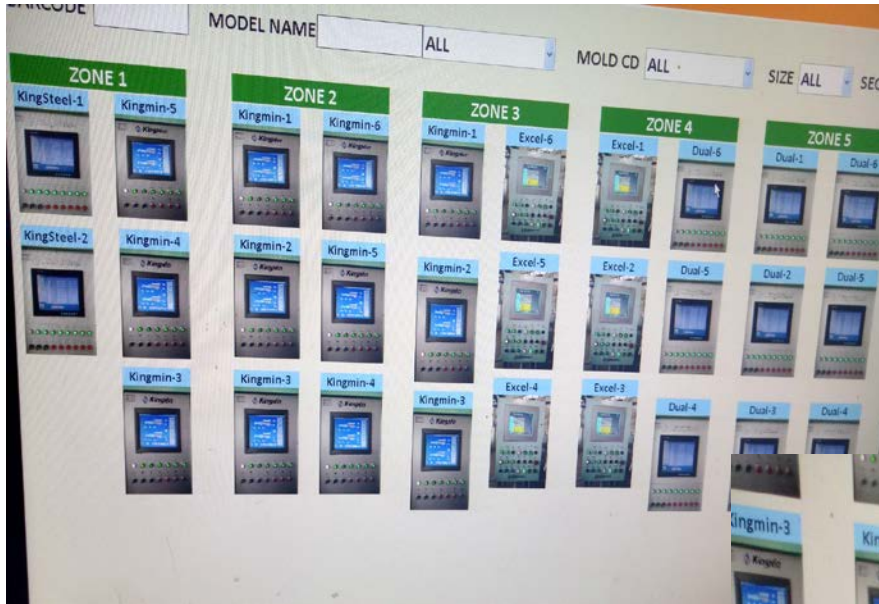 BARCODE
MODEL NAME ALL MOLD CD ALL SIZE ALL SEC
ZONE 1 ZONE 2 ZONE 3 ZONE 4 ZONE 5
KingSteel-1 Kingmin-5 Kingmin-1 Kingmin-6 Kingmin-1 Excel-6 Excel-1 Dual-6 Dual-1 Dual-6
KingSteel-2 Kingmin-4 Kingmin-2 Kingmin-5 Kingmin-2 Excel-5 Excel-2 Dual-5 Dual-2 Dual-5
Kingmin-3 Kingmin-3 Kingmin-4 Kingmin-3 Excel-4 Excel-3 Dual-4 Dual-3 Dual-4
Kingmin-3